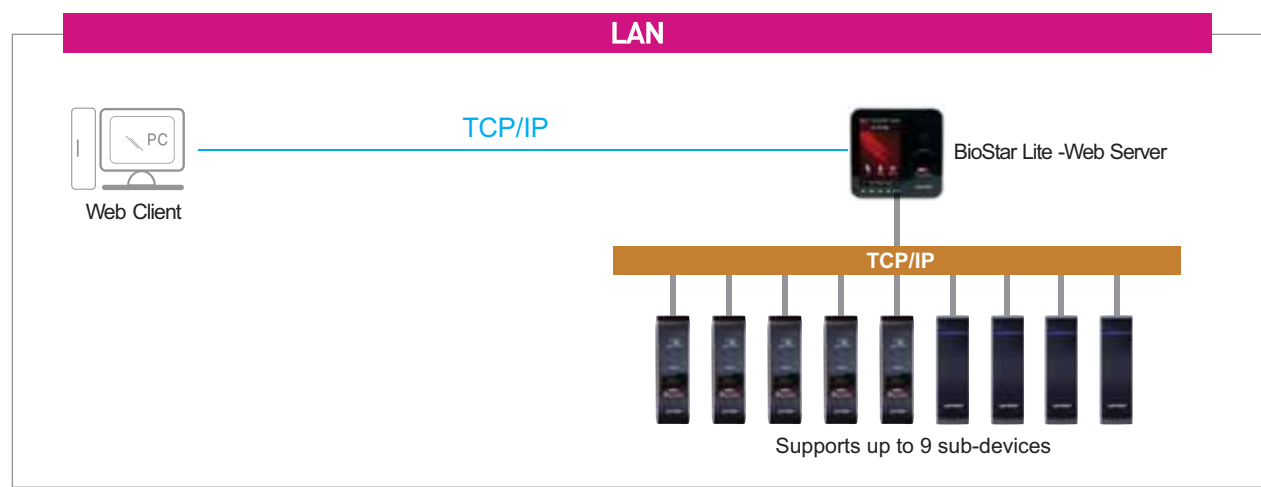 LAN
PC
TCP/IP
BioStar Lite -Web Server
Web Client
TCP/IP
Supports up to 9 sub-devices